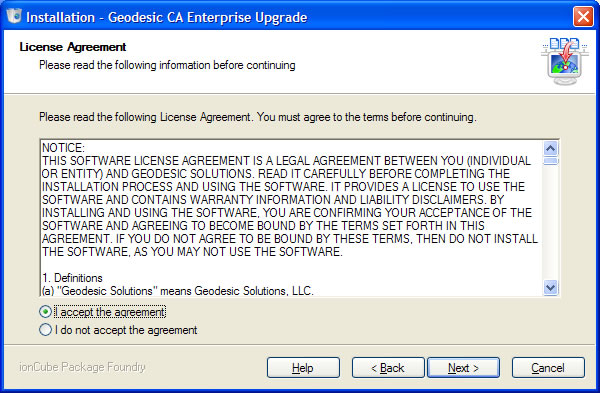 Installation - Geodesic CA Enterprise Upgrade
License Agreement
Please read the following information before continuing
Please read the following License Agreement. You must agree to the terms before continuing.
NOTICE:
THIS SOFTWARE LICENSE AGREEMENT IS A LEGAL AGREEMENT BETWEEN YOU (INDIVIDUAL
OR ENTITY) AND GEODESIC SOLUTIONS. READ IT CAREFULLY BEFORE COMPLETING THE
INSTALLATION PROCESS AND USING THE SOFTWARE. IT PROVIDES A LICENSE TO USE THE
SOFTWARE AND CONTAINS WARRANTY INFORMATION AND LIABILITY DISCLAIMERS. BY
INSTALLING AND USING THE SOFTWARE, YOU ARE CONFIRMING YOUR ACCEPTANCE OF THE
SOFTWARE AND AGREEING TO BECOME BOUND BY THE TERMS SET FORTH IN THIS
AGREEMENT. IF YOU DO NOT AGREE TO BE BOUND BY THESE TERMS, THEN DO NOT INSTALL
THE SOFTWARE, AS YOU MAY NOT USE THE SOFTWARE.
1. Definitions
(a) "Geodesic Solutions" means Geodesic Solutions, LLC.
I accept the agreement
I do not accept the agreement
ionCube Package Foundry
Help
< Back
Next >
Cancel